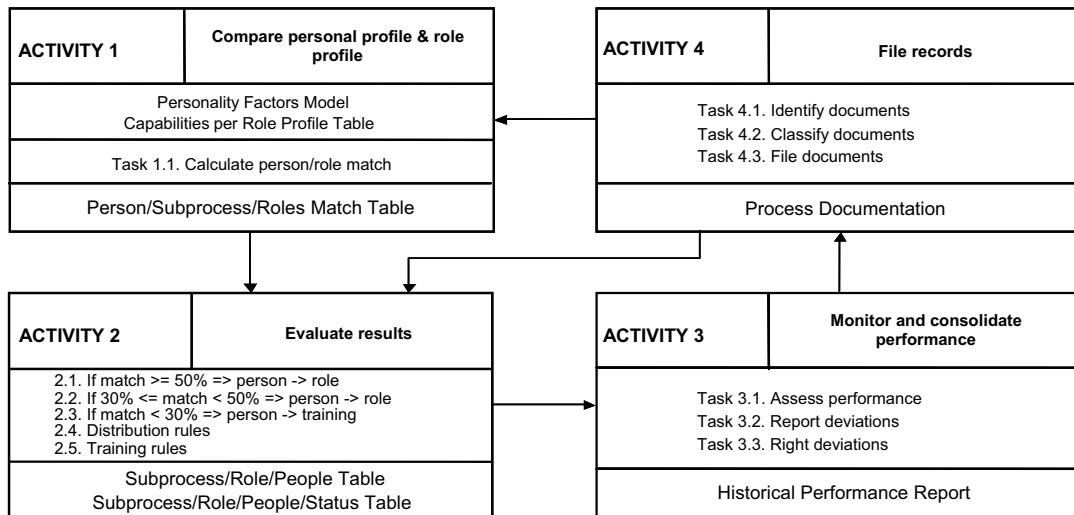 ACTIVITY 1
Compare personal profile & role
profile
Personality Factors Model
Capabilities per Role Profile Table
Task 1.1. Calculate person/role match
Person/Subprocess/Roles Match Table
ACTIVITY 4
File records
Task 4.1. Identify documents
Task 4.2. Classify documents
Task 4.3. File documents
Process Documentation
ACTIVITY 2
Evaluate results
2.1. If match >= 50% => person -> role
2.2. If 30% <= match < 50% => person -> role
2.3. If match < 30% => person -> training
2.4. Distribution rules
2.5. Training rules
Subprocess/Role/People Table
Subprocess/Role/People/Status Table
ACTIVITY 3
Monitor and consolidate
performance
Task 3.1. Assess performance
Task 3.2. Report deviations
Task 3.3. Right deviations
Historical Performance Report